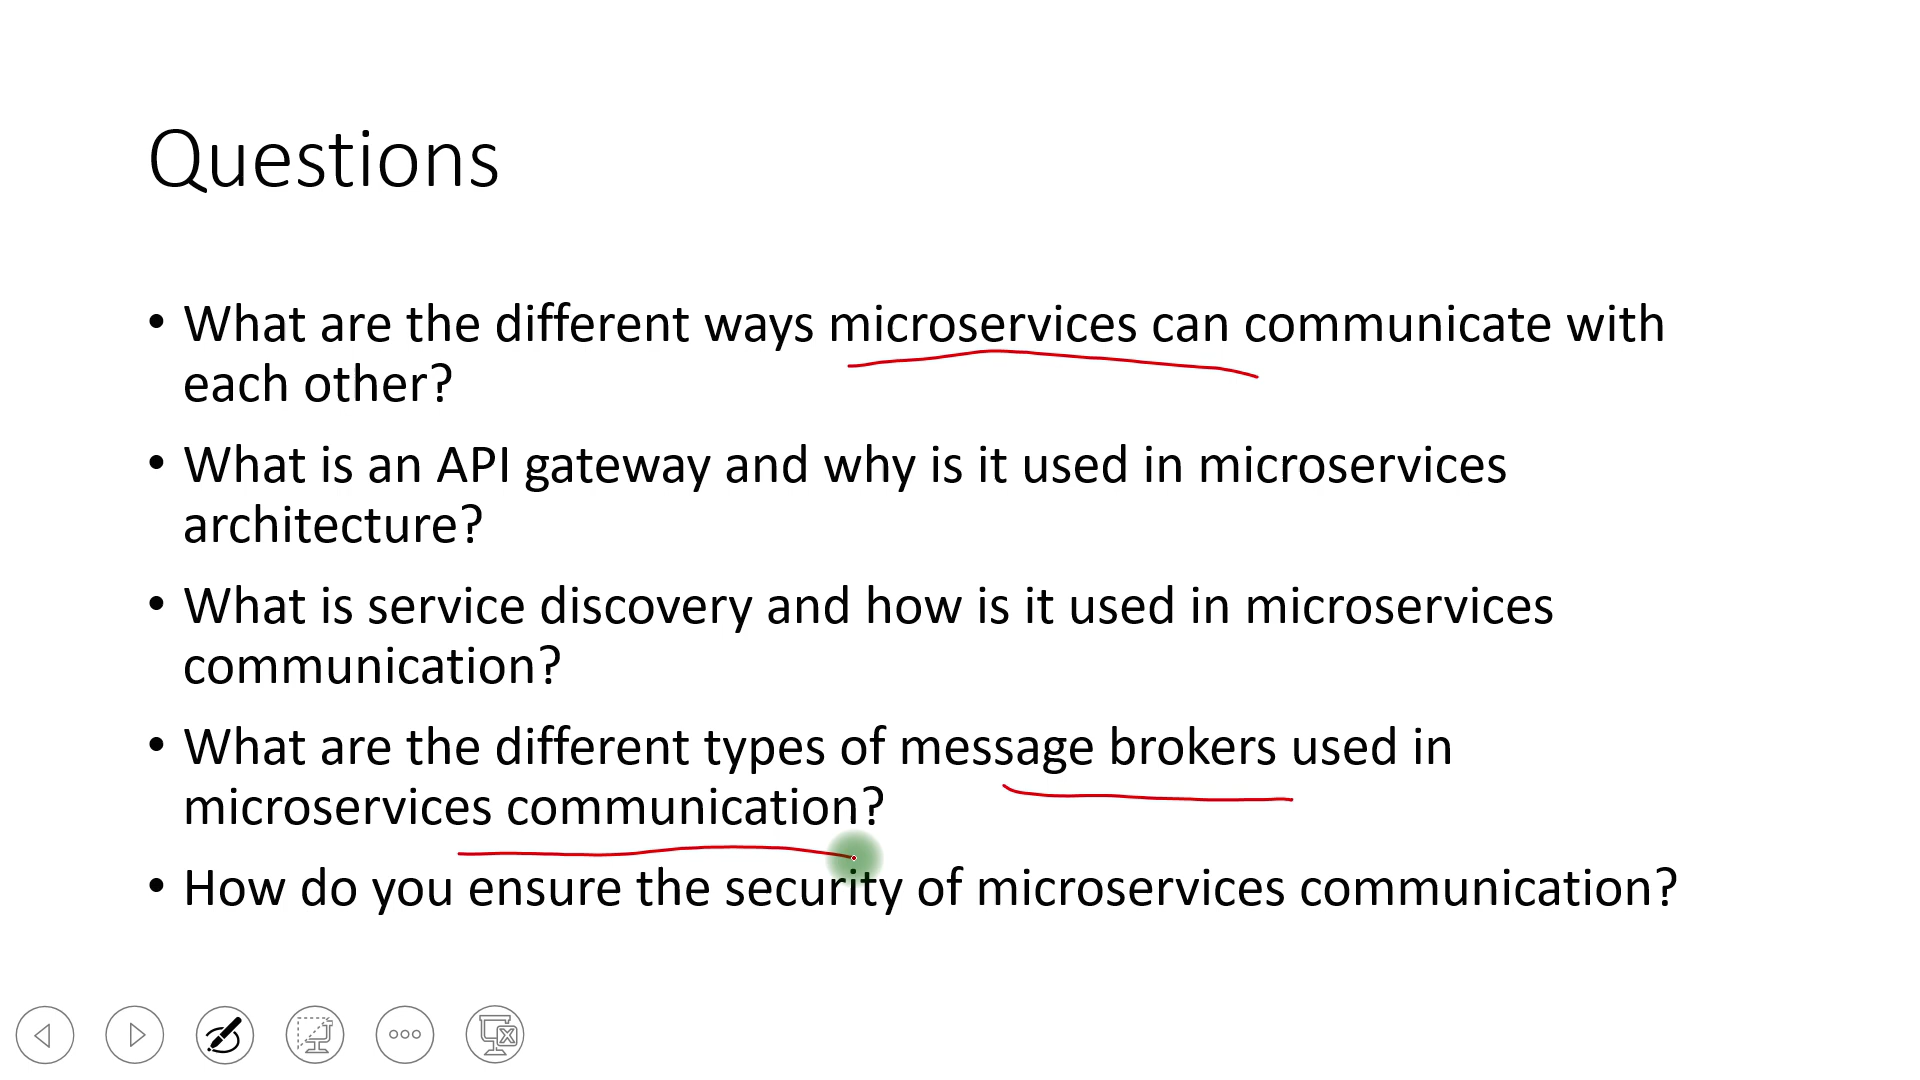 Questions
• What are the different ways microservices can communicate with
each other?
• What is an API gateway and why is it used in microservices
architecture?
• What is service discovery and how is it used in microservices
communication?
• What are the different types of message brokers used in
microservices communication?
• How do you ensure the security of microservices communication?